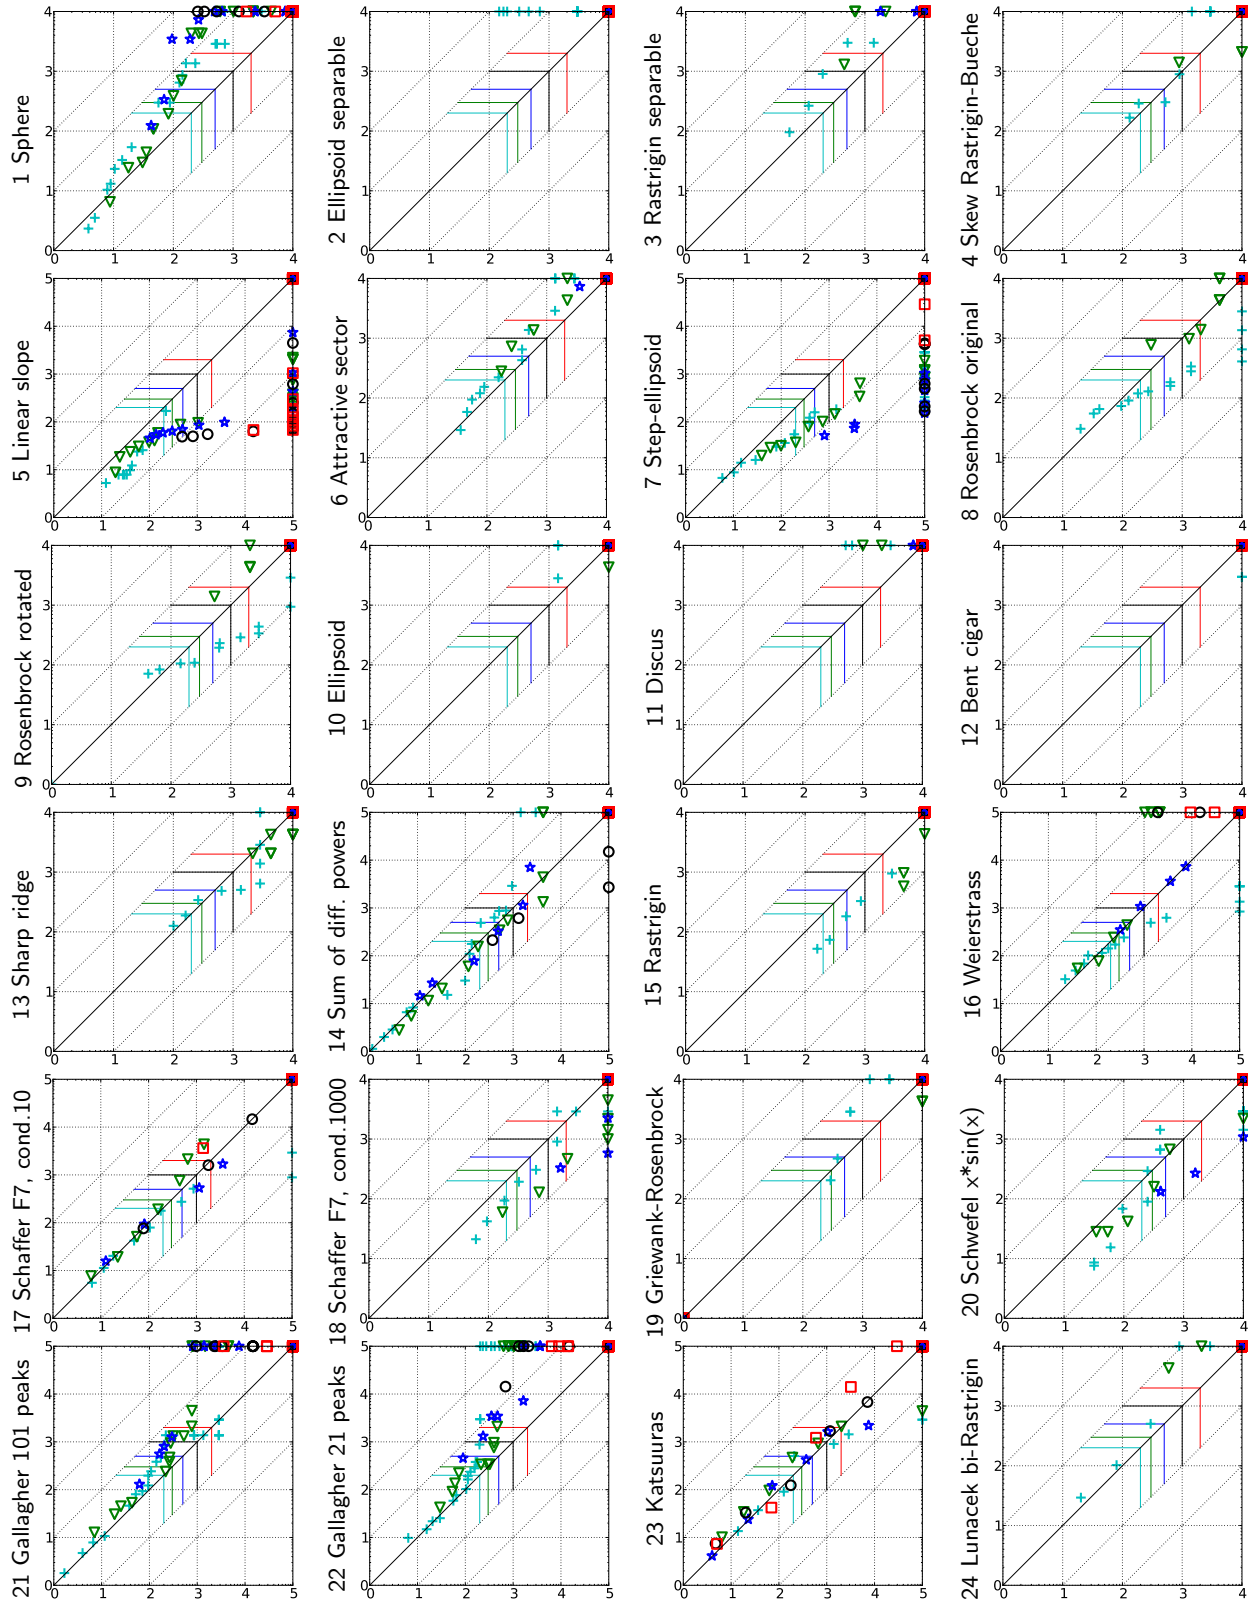 1 Sphere
2 Ellipsoid separable
3 Rastrigin separable
4 Skew Rastrigin-Bueche
5 Linear slope
6 Attractive sector
7 Step-ellipsoid
8 Rosenbrock original
9 Rosenbrock rotated
10 Ellipsoid
11 Discus
12 Bent cigar
13 Sharp ridge
14 Sum of diff. powers
15 Rastrigin
16 Weierstrass
17 Schaffer F7, cond.10
18 Schaffer F7, cond.1000
19 Griewank-Rosenbrock
20 Schwefel x*sin(x)
21 Gallagher 101 peaks
22 Gallagher 21 peaks
23 Katsuuras
24 Lunacek bi-Rastrigin